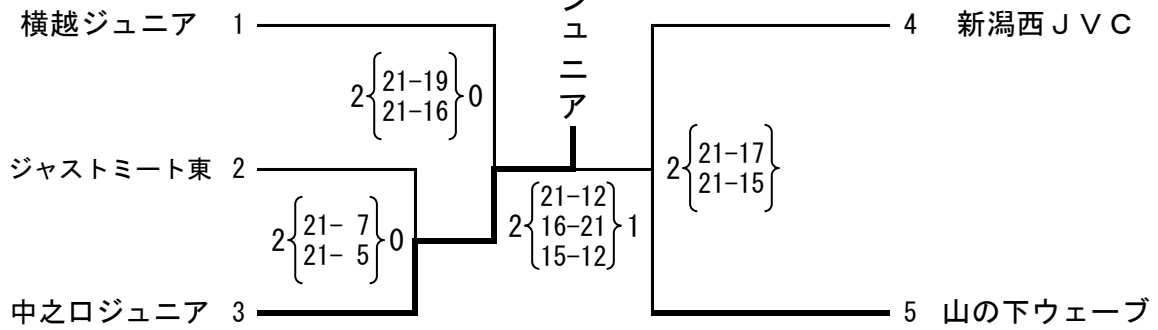 ュニア
横越ジュニア 1
2 21-19 0
21-16
ジャストミート東 2
2 21- 7 0
21- 5
中之口ジュニア 3
2 21-12 1
16-21
15-12
4 新潟西ＪＶＣ
2 21-17
21-15
5 山の下ウェーブ